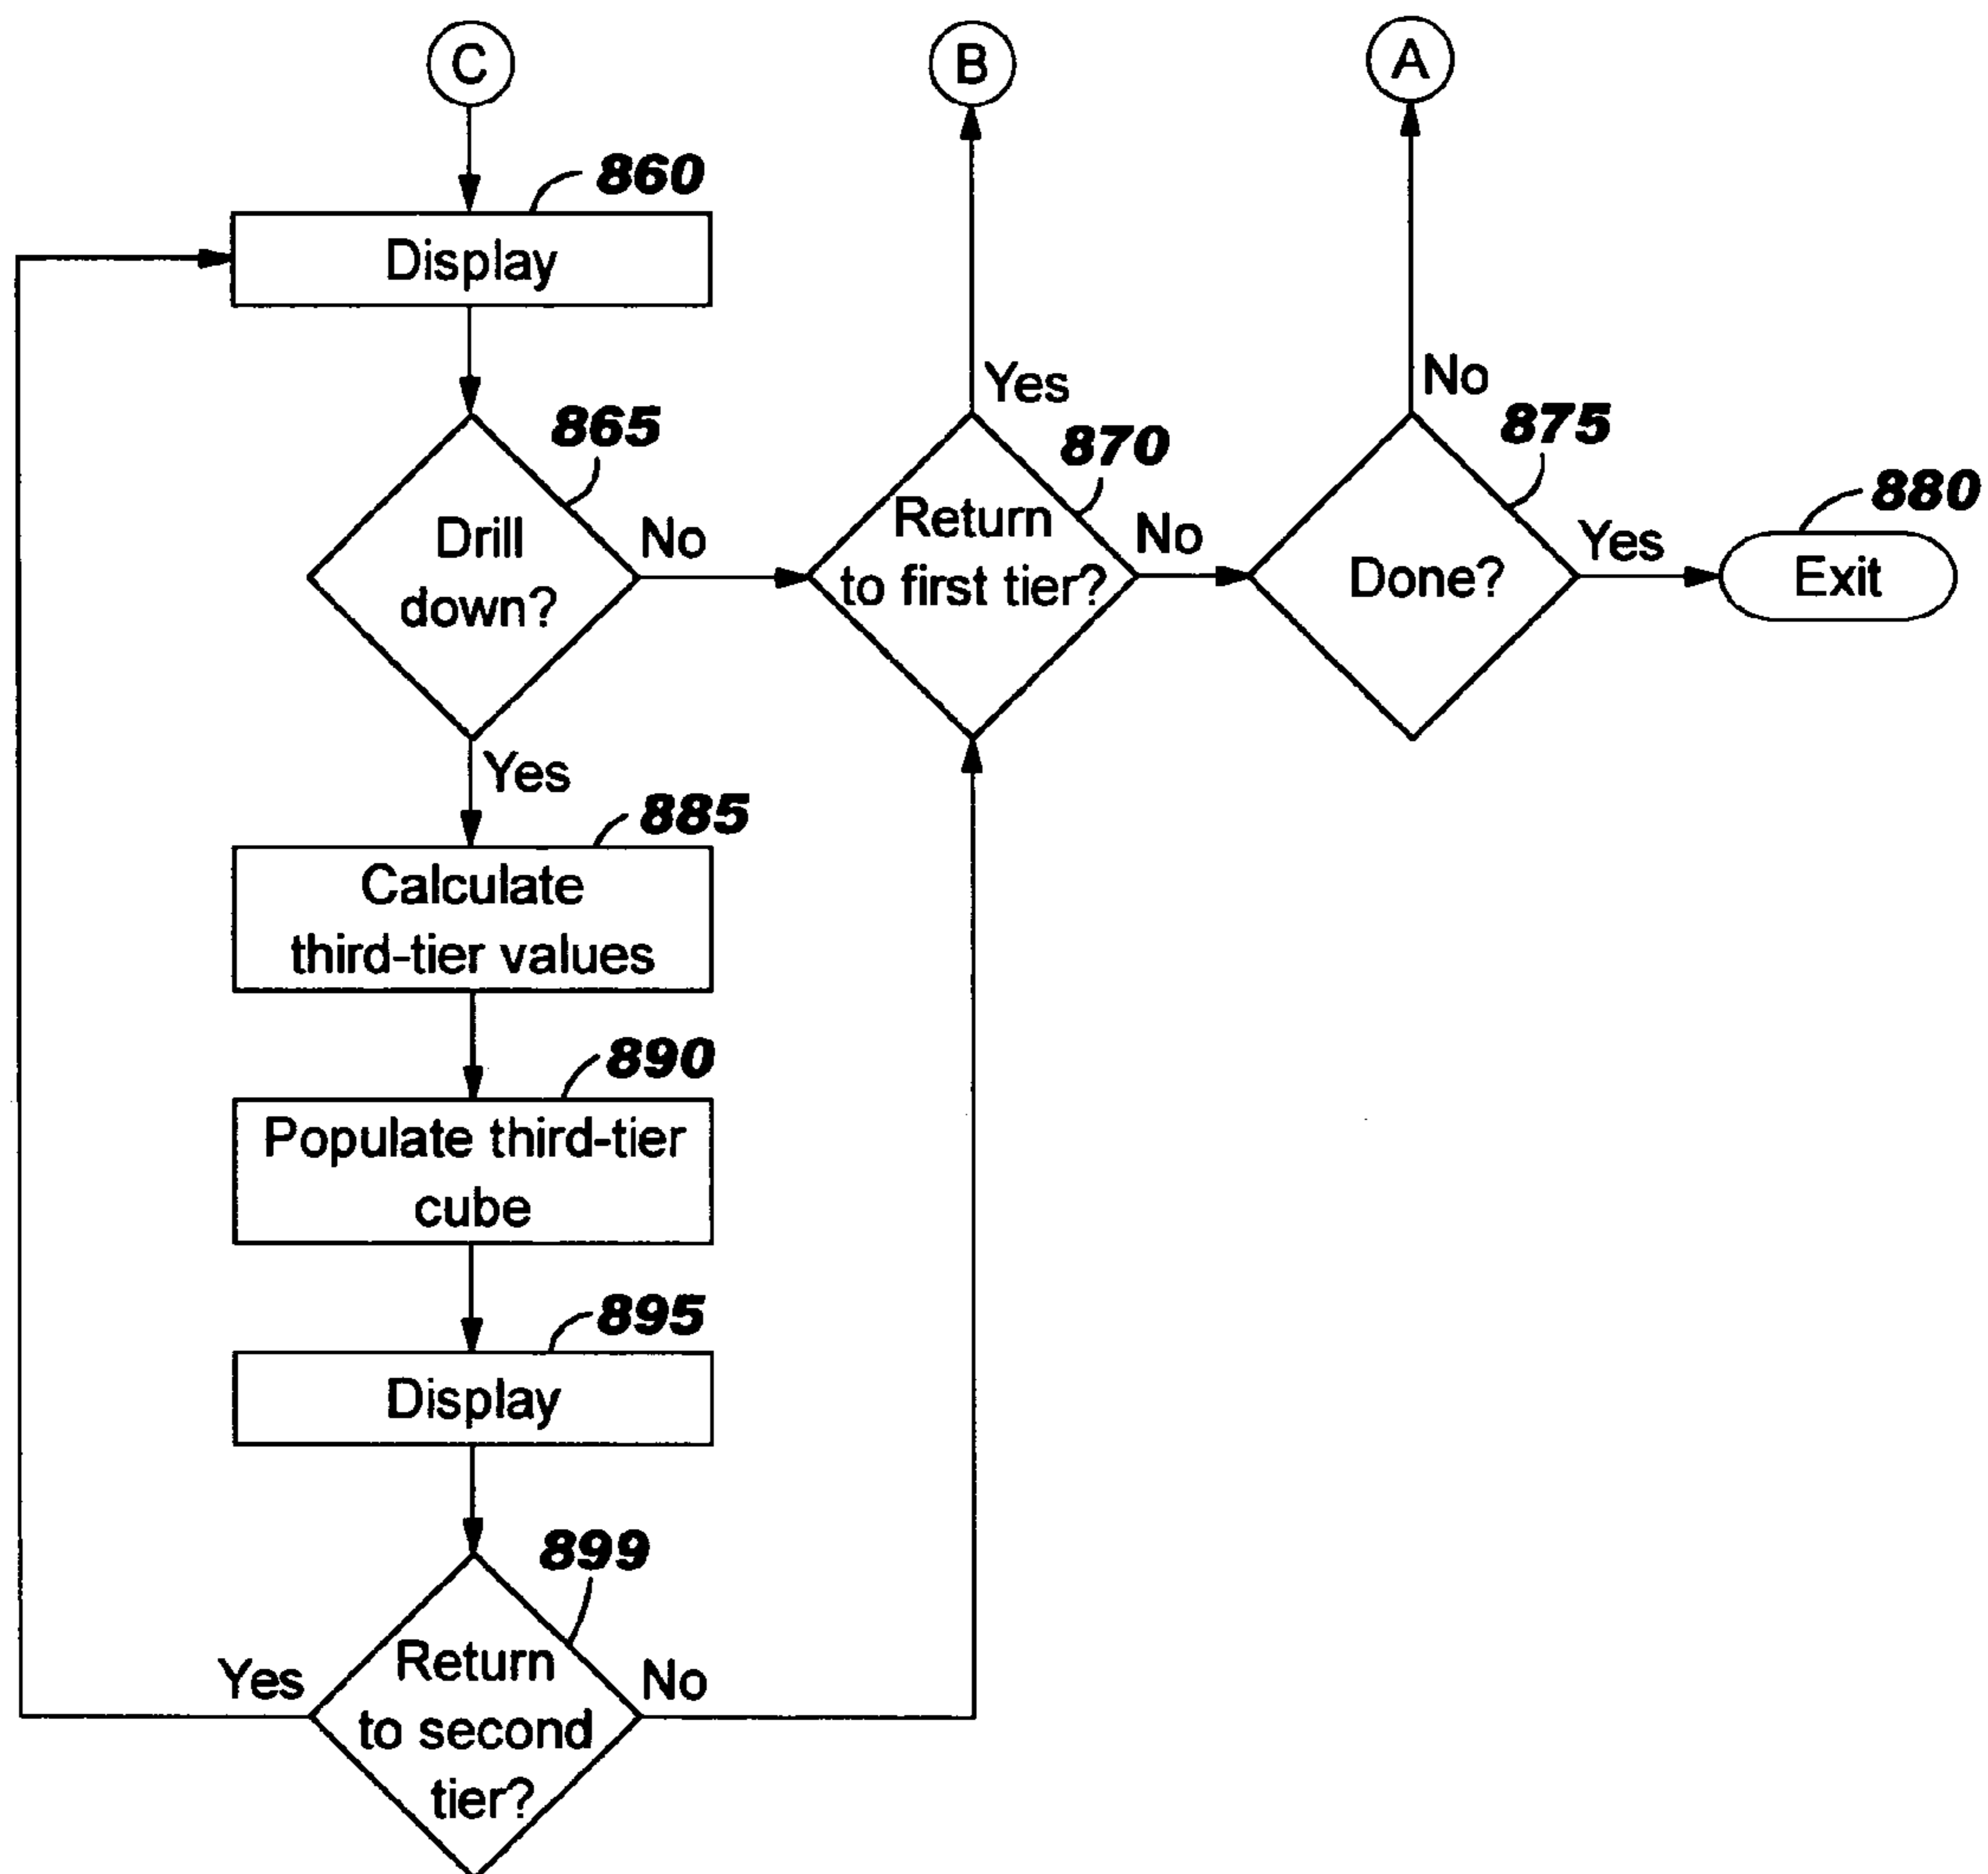 C
B
A
860
Display
Yes
No
865
870
875
880
Drill
down?
No
Return
to first tier?
No
Done?
Yes
Exit
Yes
885
Calculate
third-tier values
890
Populate third-tier
cube
895
Display
899
Yes
Return
to second
tier?
No